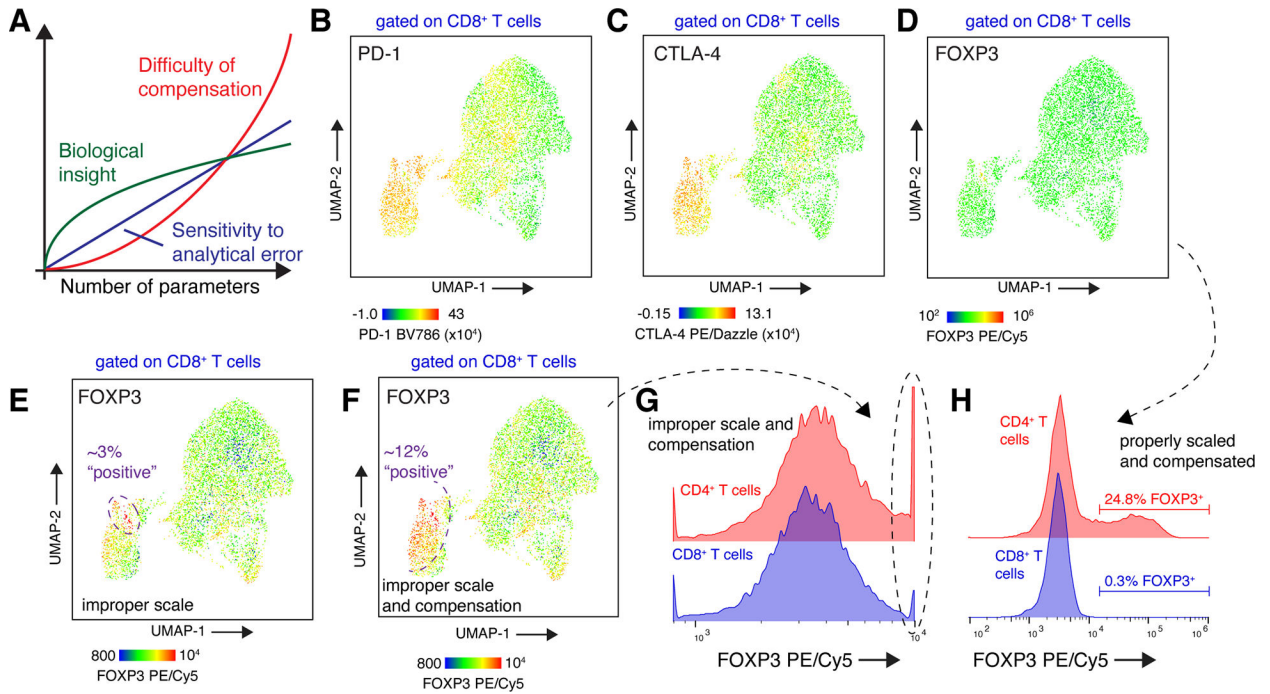 A
Difficulty of
compensation
Biological
insight
Sensitivity to
analytical error
Number of parameters
B
gated on CD8⁺ T cells
PD-1
UMAP-2
UMAP-1
-1.0 43
PD-1 BV786 (x10⁴)
C
gated on CD8⁺ T cells
CTLA-4
UMAP-2
UMAP-1
-0.15 13.1
CTLA-4 PE/Dazzle (x10⁴)
D
gated on CD8⁺ T cells
FOXP3
UMAP-2
UMAP-1
10² 10⁶
FOXP3 PE/Cy5
E
gated on CD8⁺ T cells
FOXP3
~3%
"positive"
improper scale
UMAP-2
UMAP-1
800 10⁴
FOXP3 PE/Cy5
F
gated on CD8⁺ T cells
FOXP3
~12%
"positive"
improper scale
and compensation
UMAP-2
UMAP-1
800 10⁴
FOXP3 PE/Cy5
G
improper scale and
compensation
CD4⁺ T cells
CD8⁺ T cells
10³ 10⁴
FOXP3 PE/Cy5
H
CD4⁺ T
cells
properly scaled
and compensated
24.8% FOXP3⁺
CD8⁺ T
cells
0.3% FOXP3⁺
10² 10³ 10⁴ 10⁵ 10⁶
FOXP3 PE/Cy5